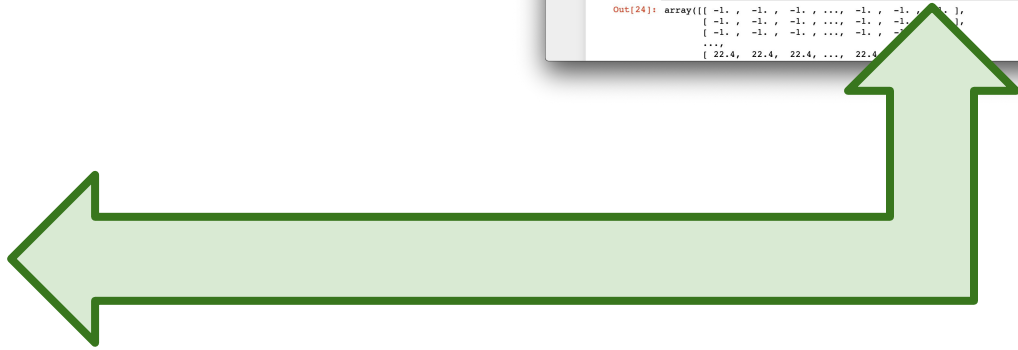 Out[24]: array([[ -1. ,  -1. ,  -1. , ...,  -1. ,  -1. , . ],
[ -1. ,  -1. ,  -1. , ...,  -1. ,  -1. ],
[ -1. ,  -1. ,  -1. , ...,  -1. ,
...,
[ 22.4,  22.4,  22.4, ...,  22.4